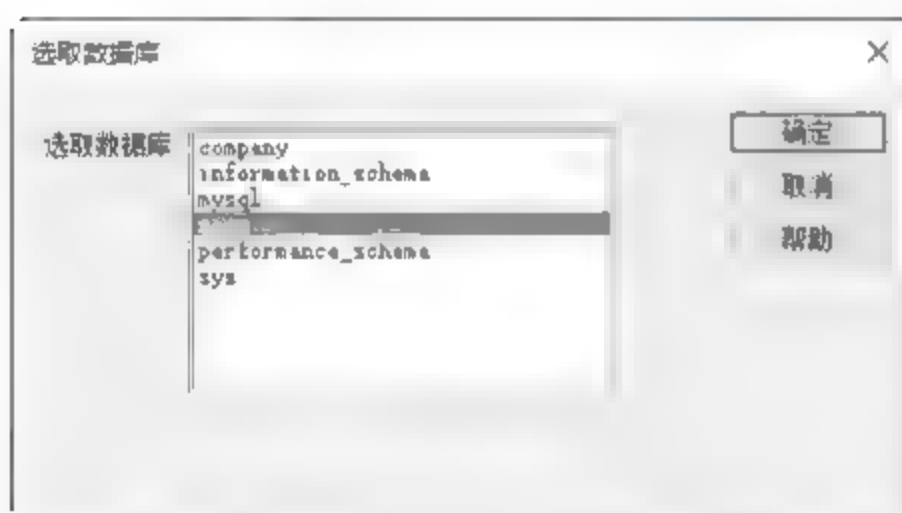 选取数据库
选取数据库
company
information_schema
mysql
performance_schema
sys
确定
取消
帮助